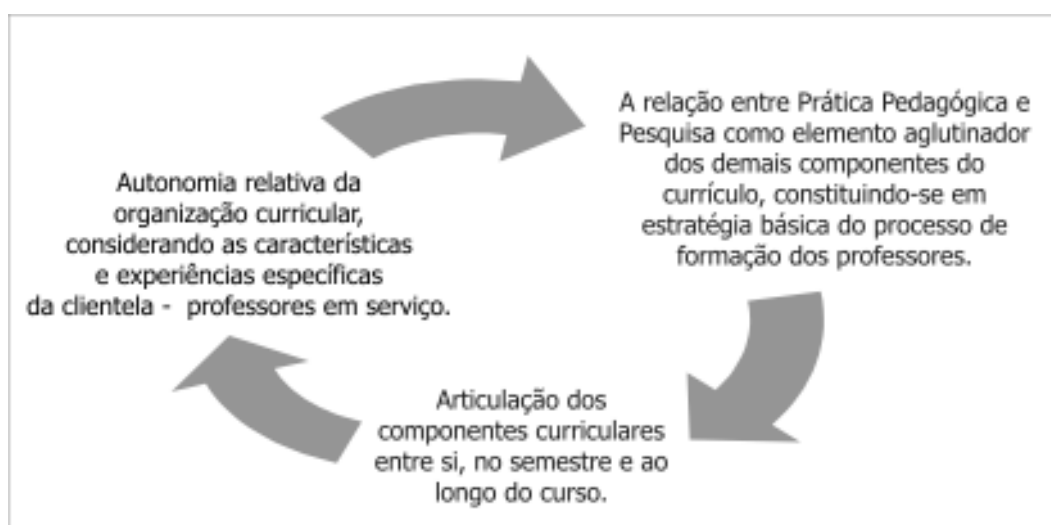 Autonomia relativa da
organização curricular,
considerando as características
e experiências específicas
da clientela - professores em serviço.
A relação entre Prática Pedagógica e
Pesquisa como elemento aglutinador
dos demais componentes do
currículo, constituindo-se em
estratégia básica do processo de
formação dos professores.
Articulação dos
componentes curriculares
entre si, no semestre e ao
longo do curso.